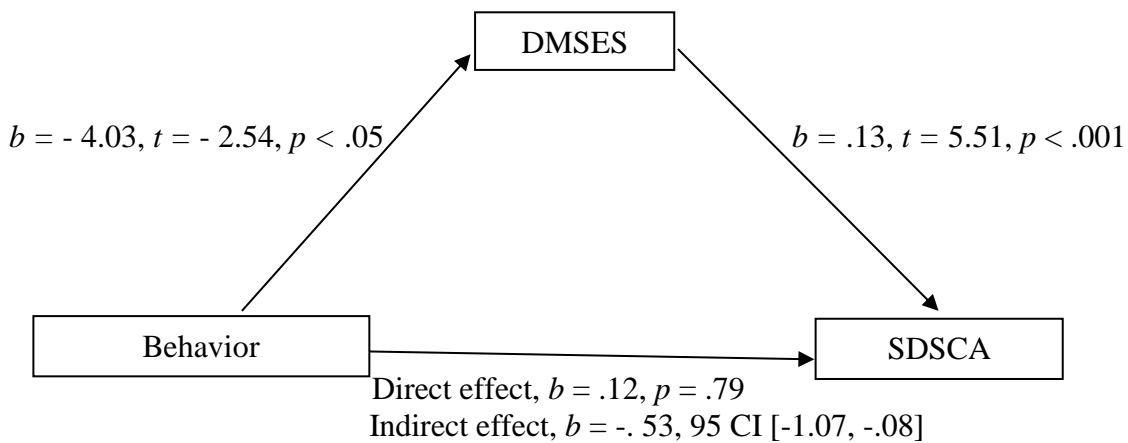 DMSES
b = - 4.03, t = - 2.54, p < .05
b = .13, t = 5.51, p < .001
Behavior
SDSCA
Direct effect, b = .12, p = .79
Indirect effect, b = -. 53, 95 CI [-1.07, -.08]